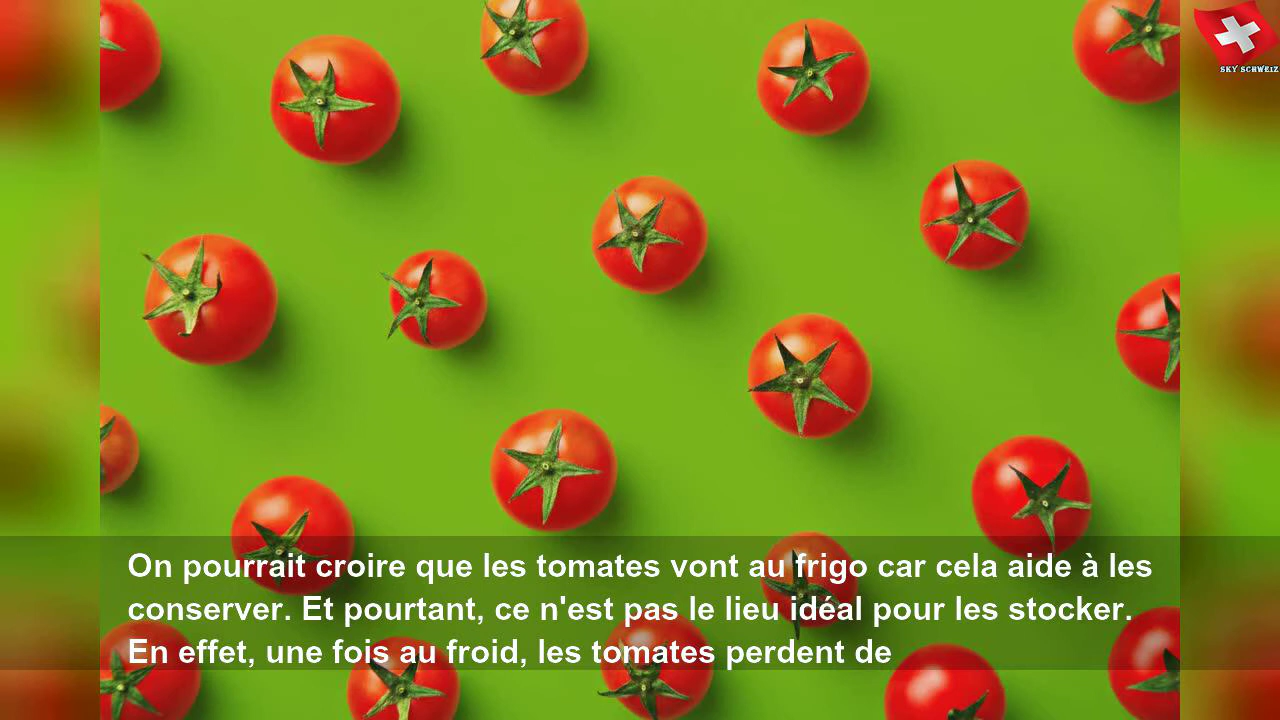 SKY SCHWEIZ
On pourrait croire que les tomates vont au frigo car cela aide à les
conserver. Et pourtant, ce n'est pas le lieu idéal pour les stocker.
En effet, une fois au froid, les tomates perdent de